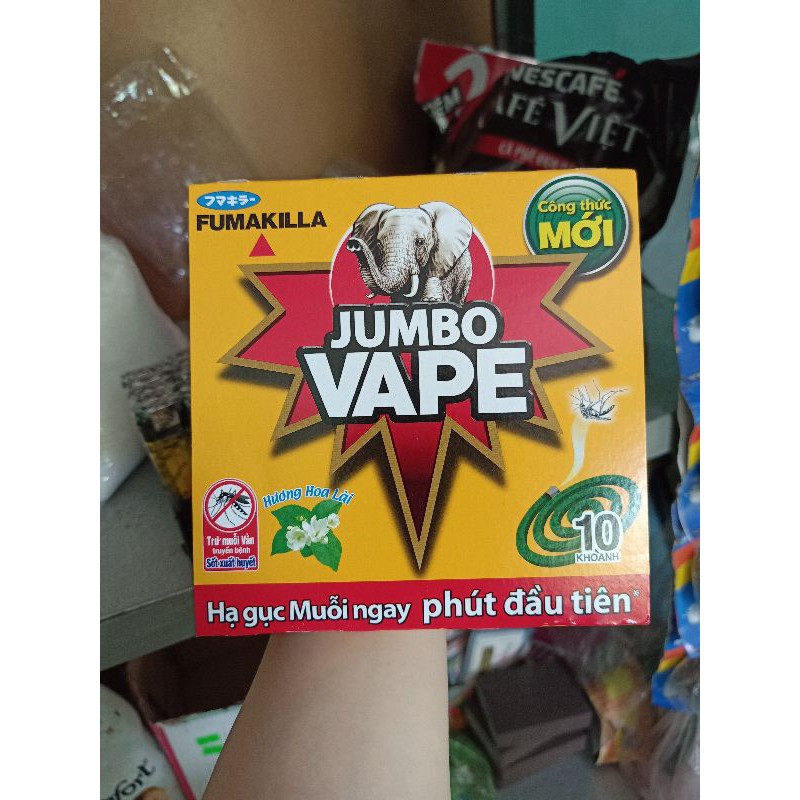 NESCAFÉ
CAFÉ VIỆT
フマキラー
FUMAKILLA
Công thức
MỚI
JUMBO
VAPE
Hương Hoa Lài
Trừ muỗi Vằn
truyền bệnh
Sốt xuất huyết
10
KHOANH
Hạ gục Muỗi ngay phút đầu tiên*